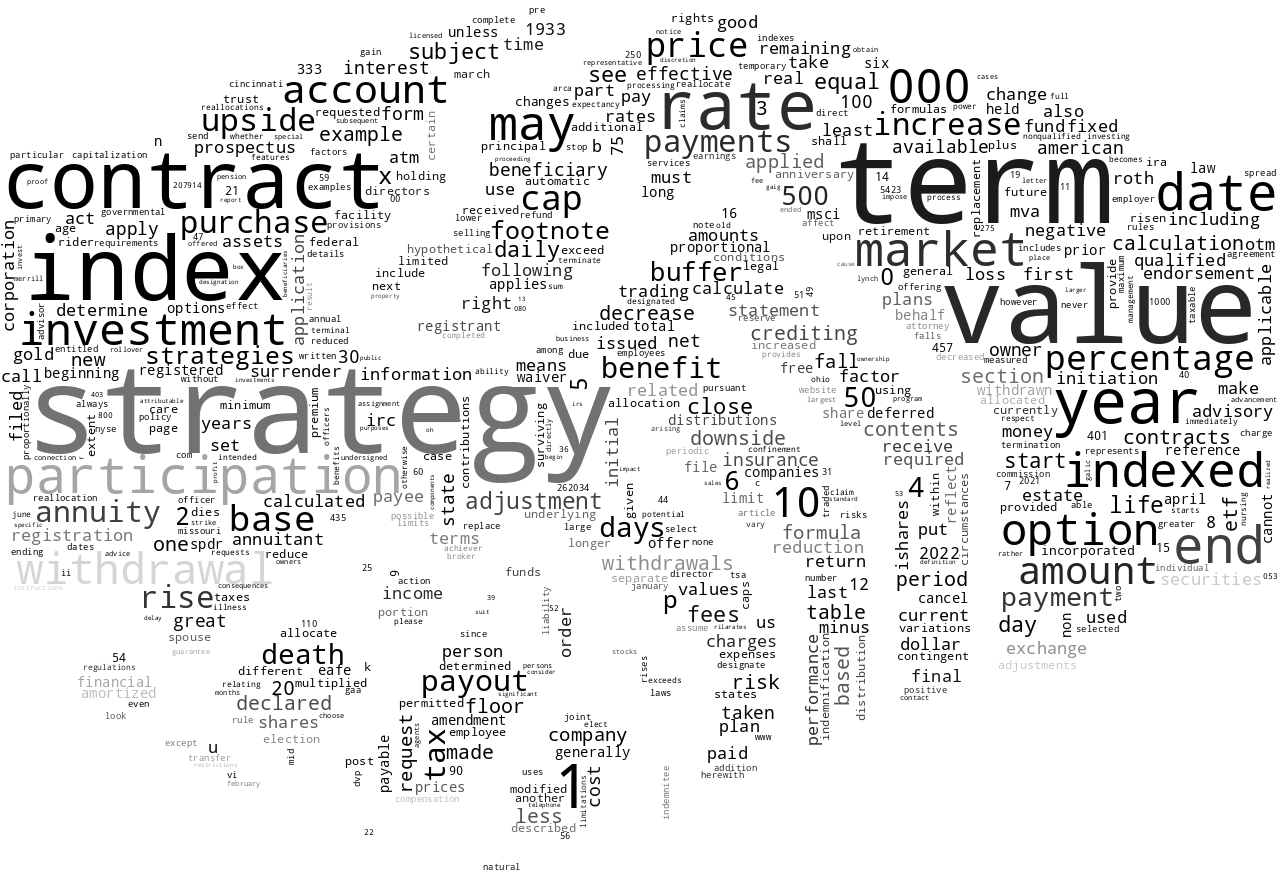 pre
complete
licensed
unless
1933
rights
good
gain
subject
time
price
notice
indexes
remaining
obtain
333
interest
march
250
representative
discretion
temporary
take
six
cincinnati
account
see
effective
real
equal
000
cases
trust
arca
part
pay
processing
reallocate
change
full
reallocations
requested
form
changes
expectancy
rate
claims
3
100
formulas
power
held
also
upside
subsequent
certain
may
rates
direct
least
increase
fundfixed
send
whether
special
example
additional
75
payments
shall
nonqualified
investing
n
prospectus
principal
stop
b
available
plus
american
particular
capitalization
features
factors
atm
proceeding
services
earnings
applied
term
becomes
ira
law
spread
contract
x
holding
beneficiary
must
anniversary
14
19
letter
roth
date
proof
207914
pension
21
report
59
examples
directors
use
automatic
long
fee
gaig
500
5423
impose
process
future
11
employer
00
cap
16
ended
msci
affect
replacement
mva
risen
including
primary
act
governmental
purchase
facility
received
refund
noteold
amounts
upon
retirement
275
negative
rules
age
apply
provisions
lower
selling
footnote
proportional
market
includes
prior
calculation
otm
corporation
rider
requirements
47
offered
assets
federal
application
hypothetical
daily
exceed
conditions
cause
place
qualified
agreement
invest
merrill
index
box
designation
beneficiaries
details
limited
following
terminate
buffer
legal
lynch
0
general
loss
first
provide
maximum
endorsement
include
applies
sum
trading
calculate
offering
however
larger
never
management
1000
taxable
determine
options
effect
result
next
property
right
13
080
designated
45
51
49
plans
value
advisor
investment
annual
terminal
reduced
registrant
completed
decrease
statement
reserve
behalf
attorney
falls
applicable
gold
entitled
rollover
strategies
written
30
public
included
total
business
issued
net
crediting
increased
457
decreased
measured
owner
percentage
new
registered
surrender
information
ability
among
due
employees
provides
free
fall
ownership
section
initiation
40
call
beginning
without
investments
means
waiver
5
benefit
ohio
factor
withdrawn
allocated
year
make
advancement
filed
proportionally
403
always
800
nyse
extent
attributable
care
policy
page
minimum
years
premium
officers
assignment
irc
purposes
strategy
contributions
irs
related
pursuant
website
largest
50
using
program
currently
advisory
immediately
allocation
close
share
deferred
respect
money
401
contracts
charge
set
oh
surviving
directly
begin
initial
distributions
arising
level
contents
termination
represents
reference
connection
com
intended
profit
benefits
otherwise
case
36
downside
periodic
confinement
insurance
receive
required
start
commission
galic
indexed
realized
participation
60
components
state
impact
file
sales
6
companies
31
4
within
reflect
circumstances
7
2021
reallocation
officer
dies
calculated
payee
262034
adjustment
given
44
c
limit
10
traded
claim
standard
53
estate
able
life
april
starts
etf
nursing
cannot
june
specific
annuity
2
strike
missouri
base
435
possible
limits
underlying
potential
article
risks
put
provided
greater
8
registration
one
spdr
annuitant
terms
replace
large
days
select
vary
formula
ishares
2022
definition
option
15
end
ending
dates
advice
requests
reduce
owners
achiever
broker
longer
offer
none
reduction
rather
incorporated
withdrawal
ii
instructions
25
9
withdrawals
return
amount
individual
securities
053
rise
consequences
taxes
illness
action
income
please
funds
separate
director
tsa
january
values
caps
number
last
12
period
cancel
payment
two
delay
great
portion
39
suit
liability
52
order
p
fees
assume
rilarates
us
table
minus
current
variations
day
non
used
selected
spouse
guarantee
110
allocate
since
charges
dollar
contingent
exchange
adjustments
54
regulations
death
person
stocks
rises
expenses
designate
performance
indemnification
based
distribution
financial
amortized
even
different
eafe
k
determined
persons
consider
exceeds
laws
risk
states
final
positive
contact
relating
months
20
multiplied
gaa
payout
significant
look
declared
permitted
floor
taken
plan
www
rule
shares
choose
request
agents
amendment
employee
joint
elect
company
except
u
election
tax
made
generally
paid
transfer
restrictions
mid
post
payable
addition
herewith
vi
february
dvp
90
prices
compensation
uses
modified
another
telephone
1
limitations
cost
indemnitee
less
described
22
56
natural